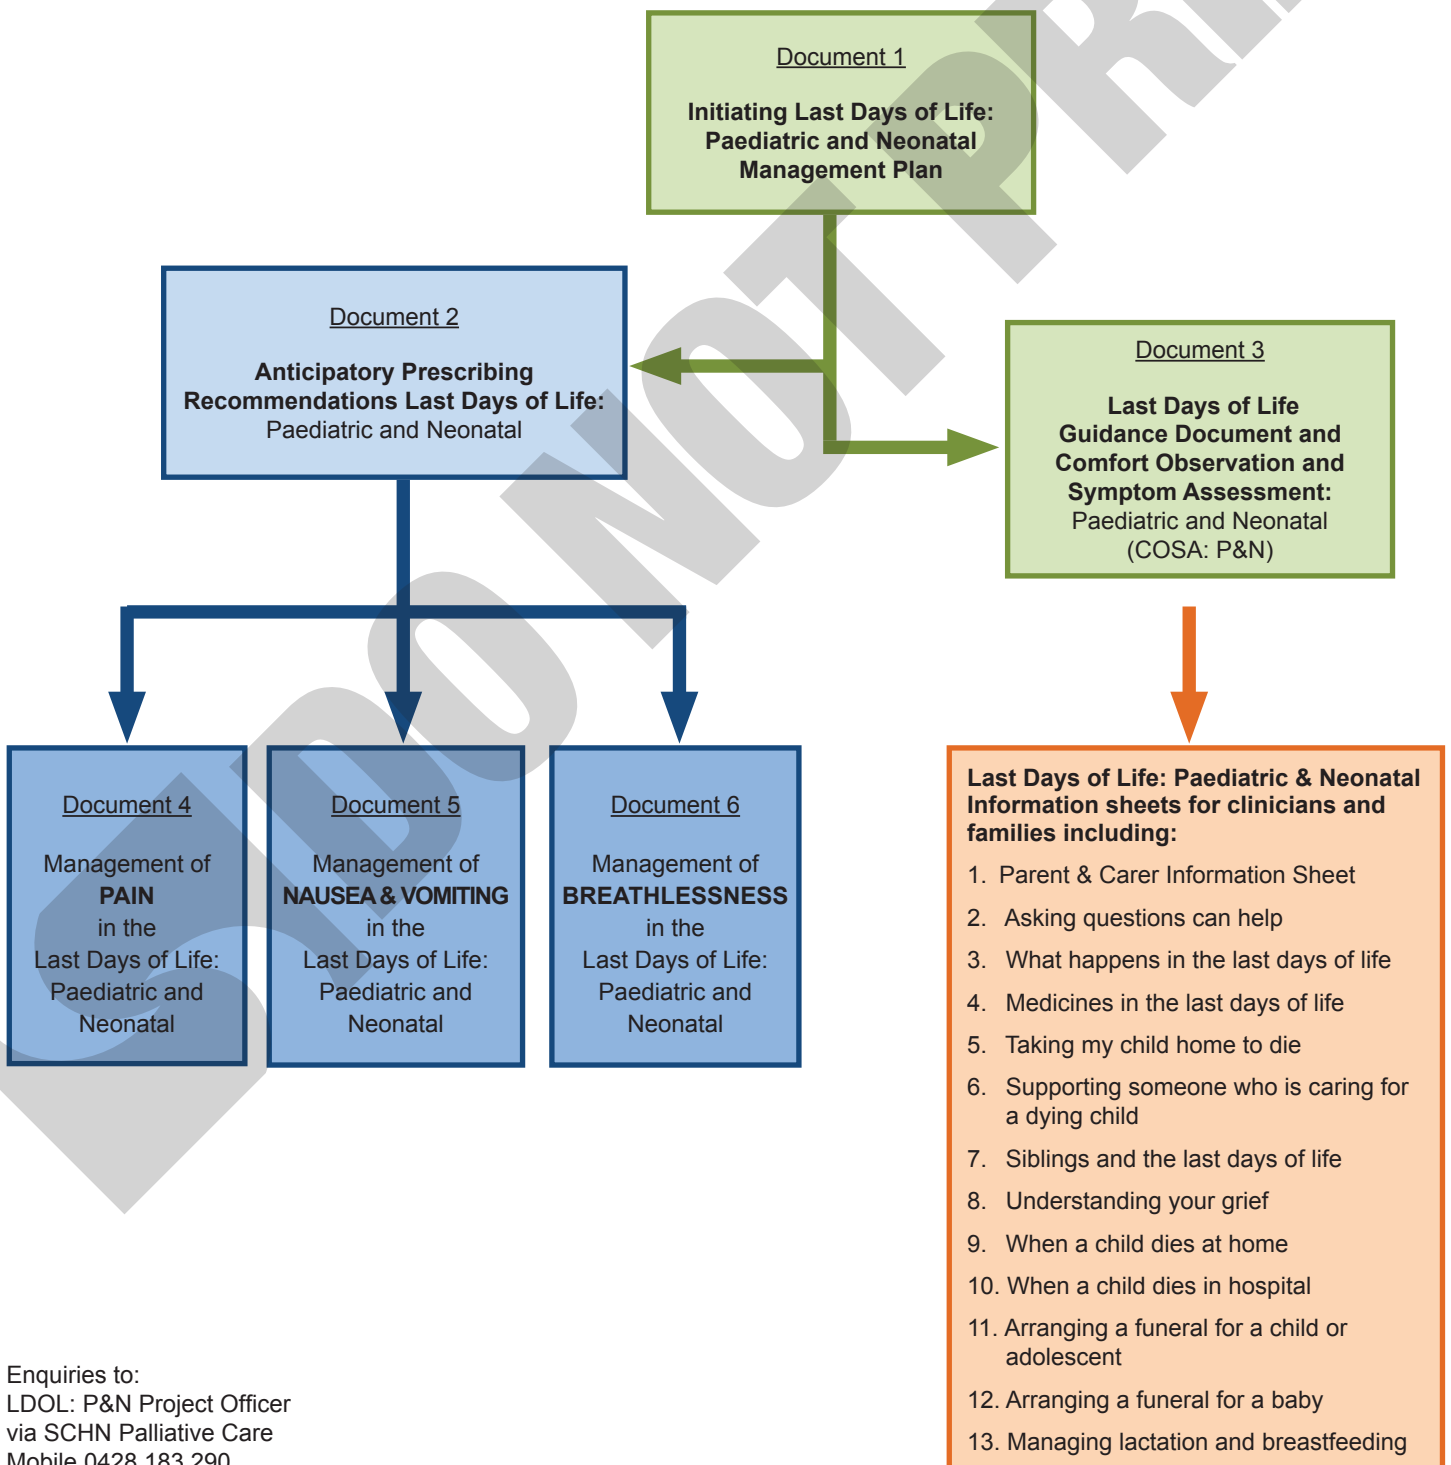 Document 1
Initiating Last Days of Life:
Paediatric and Neonatal
Management Plan
Document 2
Anticipatory Prescribing
Recommendations Last Days of Life:
Paediatric and Neonatal
Document 3
Last Days of Life
Guidance Document and
Comfort Observation and
Symptom Assessment:
Paediatric and Neonatal
(COSA: P&N)
Document 4
Management of
PAIN
in the
Last Days of Life:
Paediatric and
Neonatal
Document 5
Management of
NAUSEA & VOMITING
in the
Last Days of Life:
Paediatric and
Neonatal
Document 6
Management of
BREATHLESSNESS
in the
Last Days of Life:
Paediatric and
Neonatal
Last Days of Life: Paediatric & Neonatal
Information sheets for clinicians and
families including:
1. Parent & Carer Information Sheet
2. Asking questions can help
3. What happens in the last days of life
4. Medicines in the last days of life
5. Taking my child home to die
6. Supporting someone who is caring for
a dying child
7. Siblings and the last days of life
8. Understanding your grief
9. When a child dies at home
10. When a child dies in hospital
11. Arranging a funeral for a child or
adolescent
12. Arranging a funeral for a baby
13. Managing lactation and breastfeeding
Enquiries to:
LDOL: P&N Project Officer
via SCHN Palliative Care
Mobile 0428 183 290
DO NOT